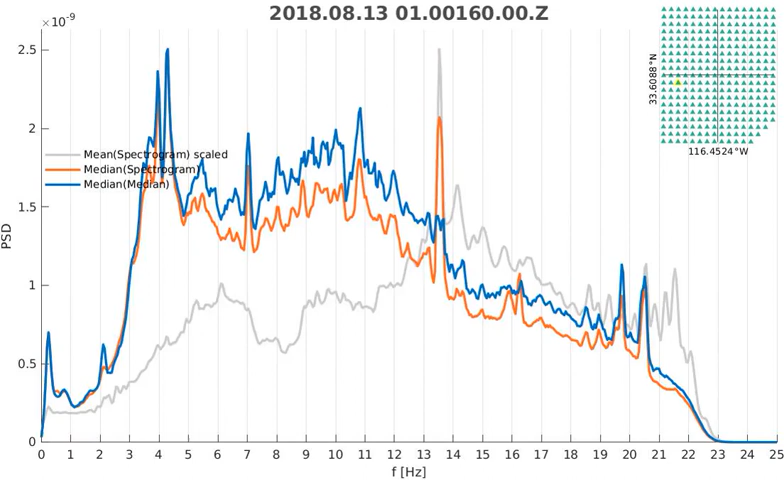 2018.08.13 01.00160.00.Z
×10⁻⁹
2.5
2
1.5
1
0.5
0
PSD
Mean(Spectrogram) scaled
Median(Spectrogram)
Median(Median)
33.6088°N
116.4524°W
0 1 2 3 4 5 6 7 8 9 10 11 12 13 14 15 16 17 18 19 20 21 22 23 24 25
f [Hz]